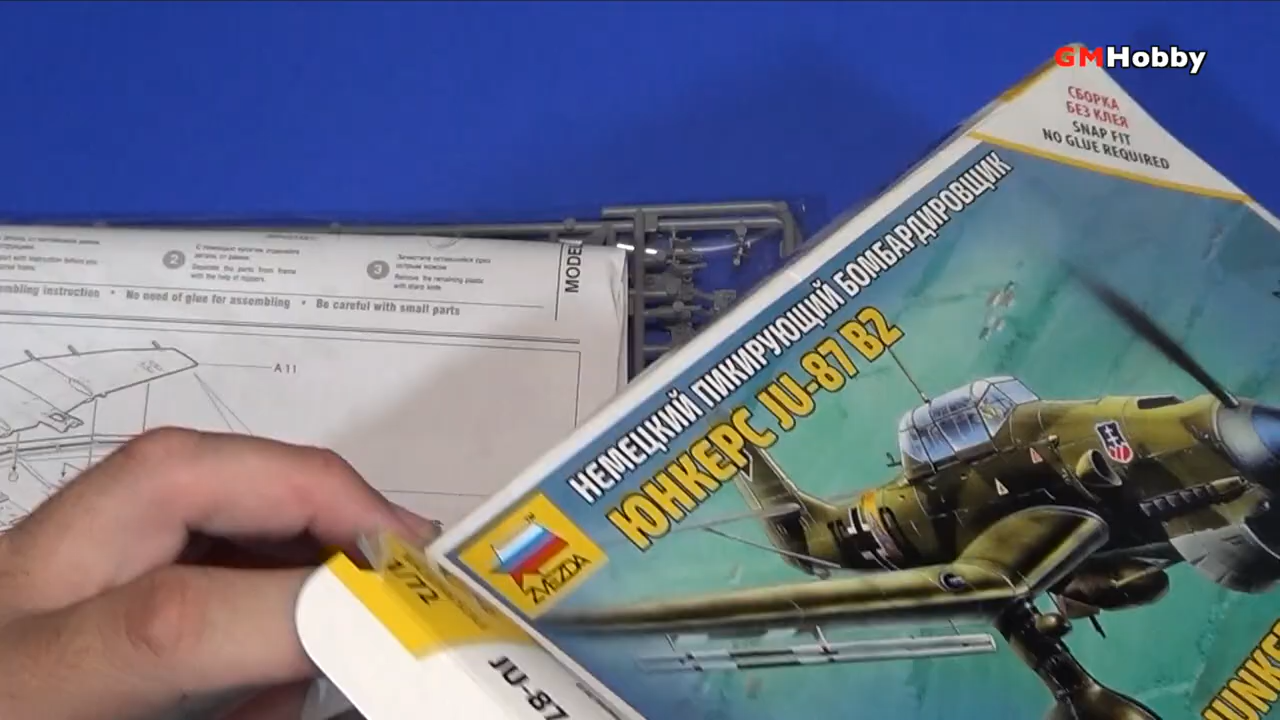 GMHobby
СБОРКА
БЕЗ КЛЕЯ
SNAP FIT
NO GLUE REQUIRED
НЕМЕЦКИЙ ПИКИРУЮЩИЙ БОМБАРДИРОВЩИК
ЮНКЕРС JU-87 B2
ZVEZDA
1/72
JU-87
2
Separate the parts from frame
with the help of nippers.
3
Remove the remaining plastic
with sharp knife
instruction • No need of glue for assembling • Be careful with small parts
MODEL
A11